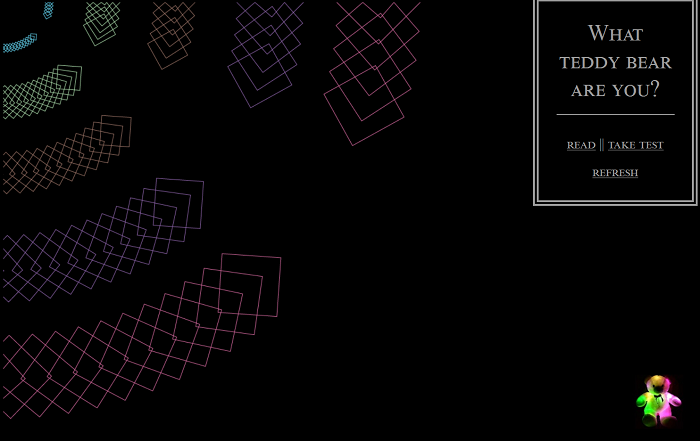 What
teddy bear
are you?
read || take test
refresh